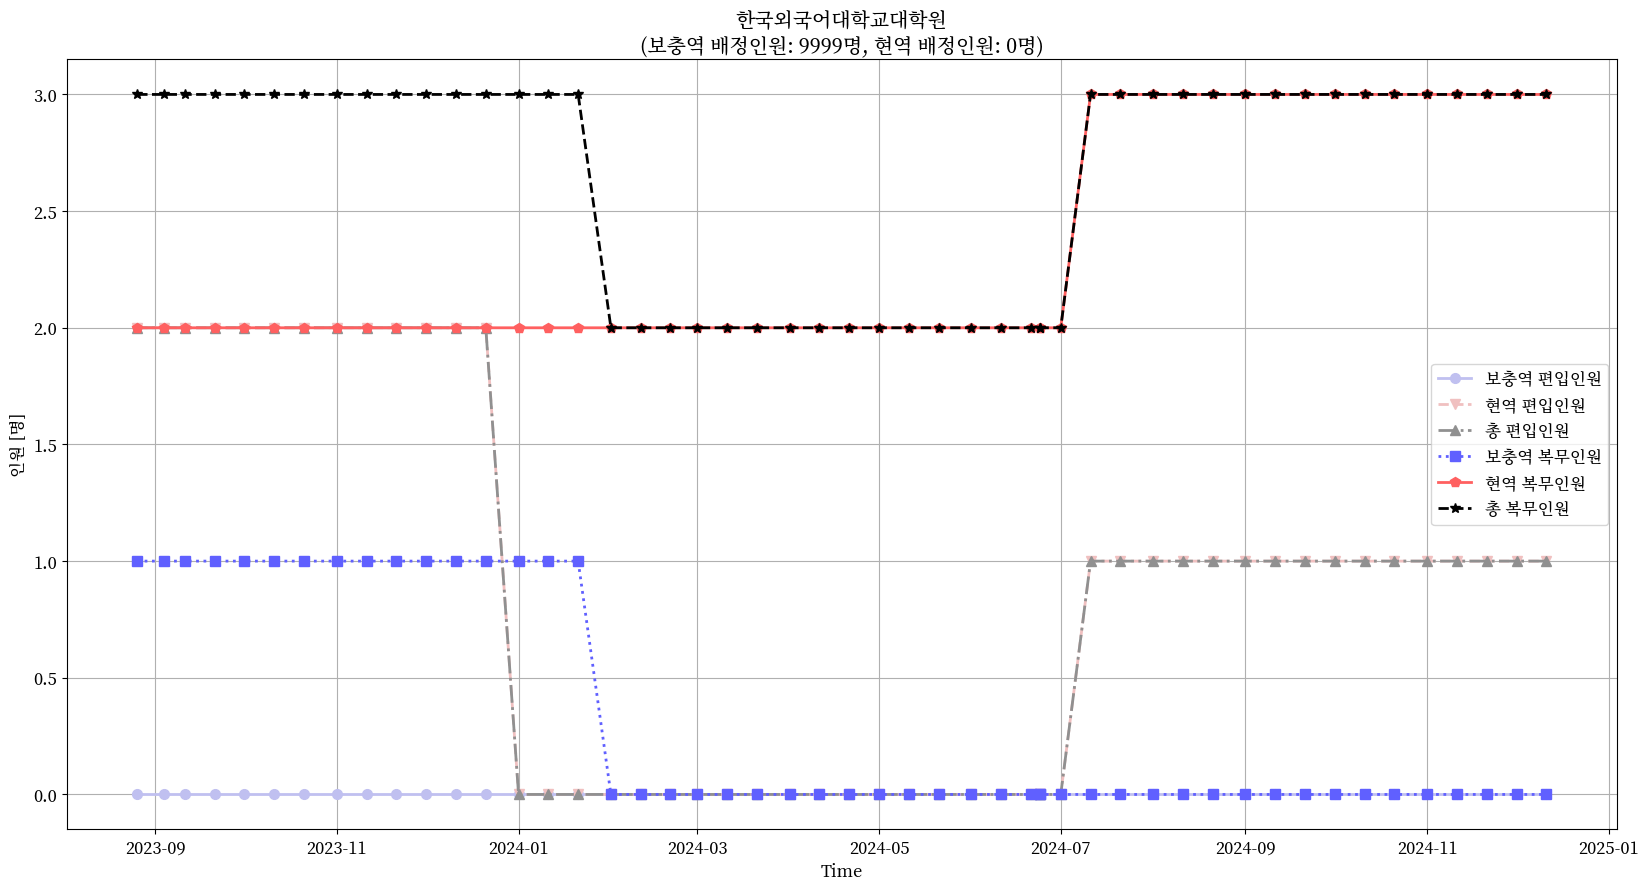 한국외국어대학교대학원
(보충역 배정인원: 9999명, 현역 배정인원: 0명)
인원 [명]
3.0
2.5
2.0
1.5
1.0
0.5
0.0
보충역 편입인원
현역 편입인원
총 편입인원
보충역 복무인원
현역 복무인원
총 복무인원
2023-09
2023-11
2024-01
2024-03
2024-05
2024-07
2024-09
2024-11
2025-01
Time